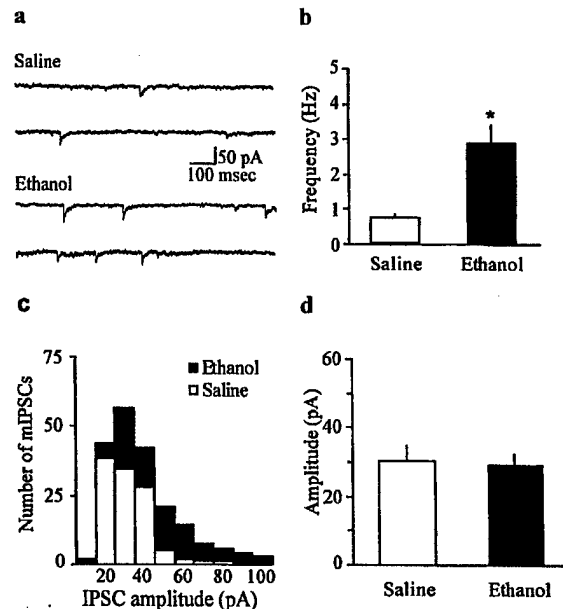 a
Saline
50 pA
100 msec
Ethanol
b
Frequency (Hz)
5
4
3
2
1
0
*
Saline
Ethanol
c
Number of mIPSCs
75
50
25
0
Ethanol
Saline
20 40 60 80 100
IPSC amplitude (pA)
d
Amplitude (pA)
60
40
20
0
Saline
Ethanol